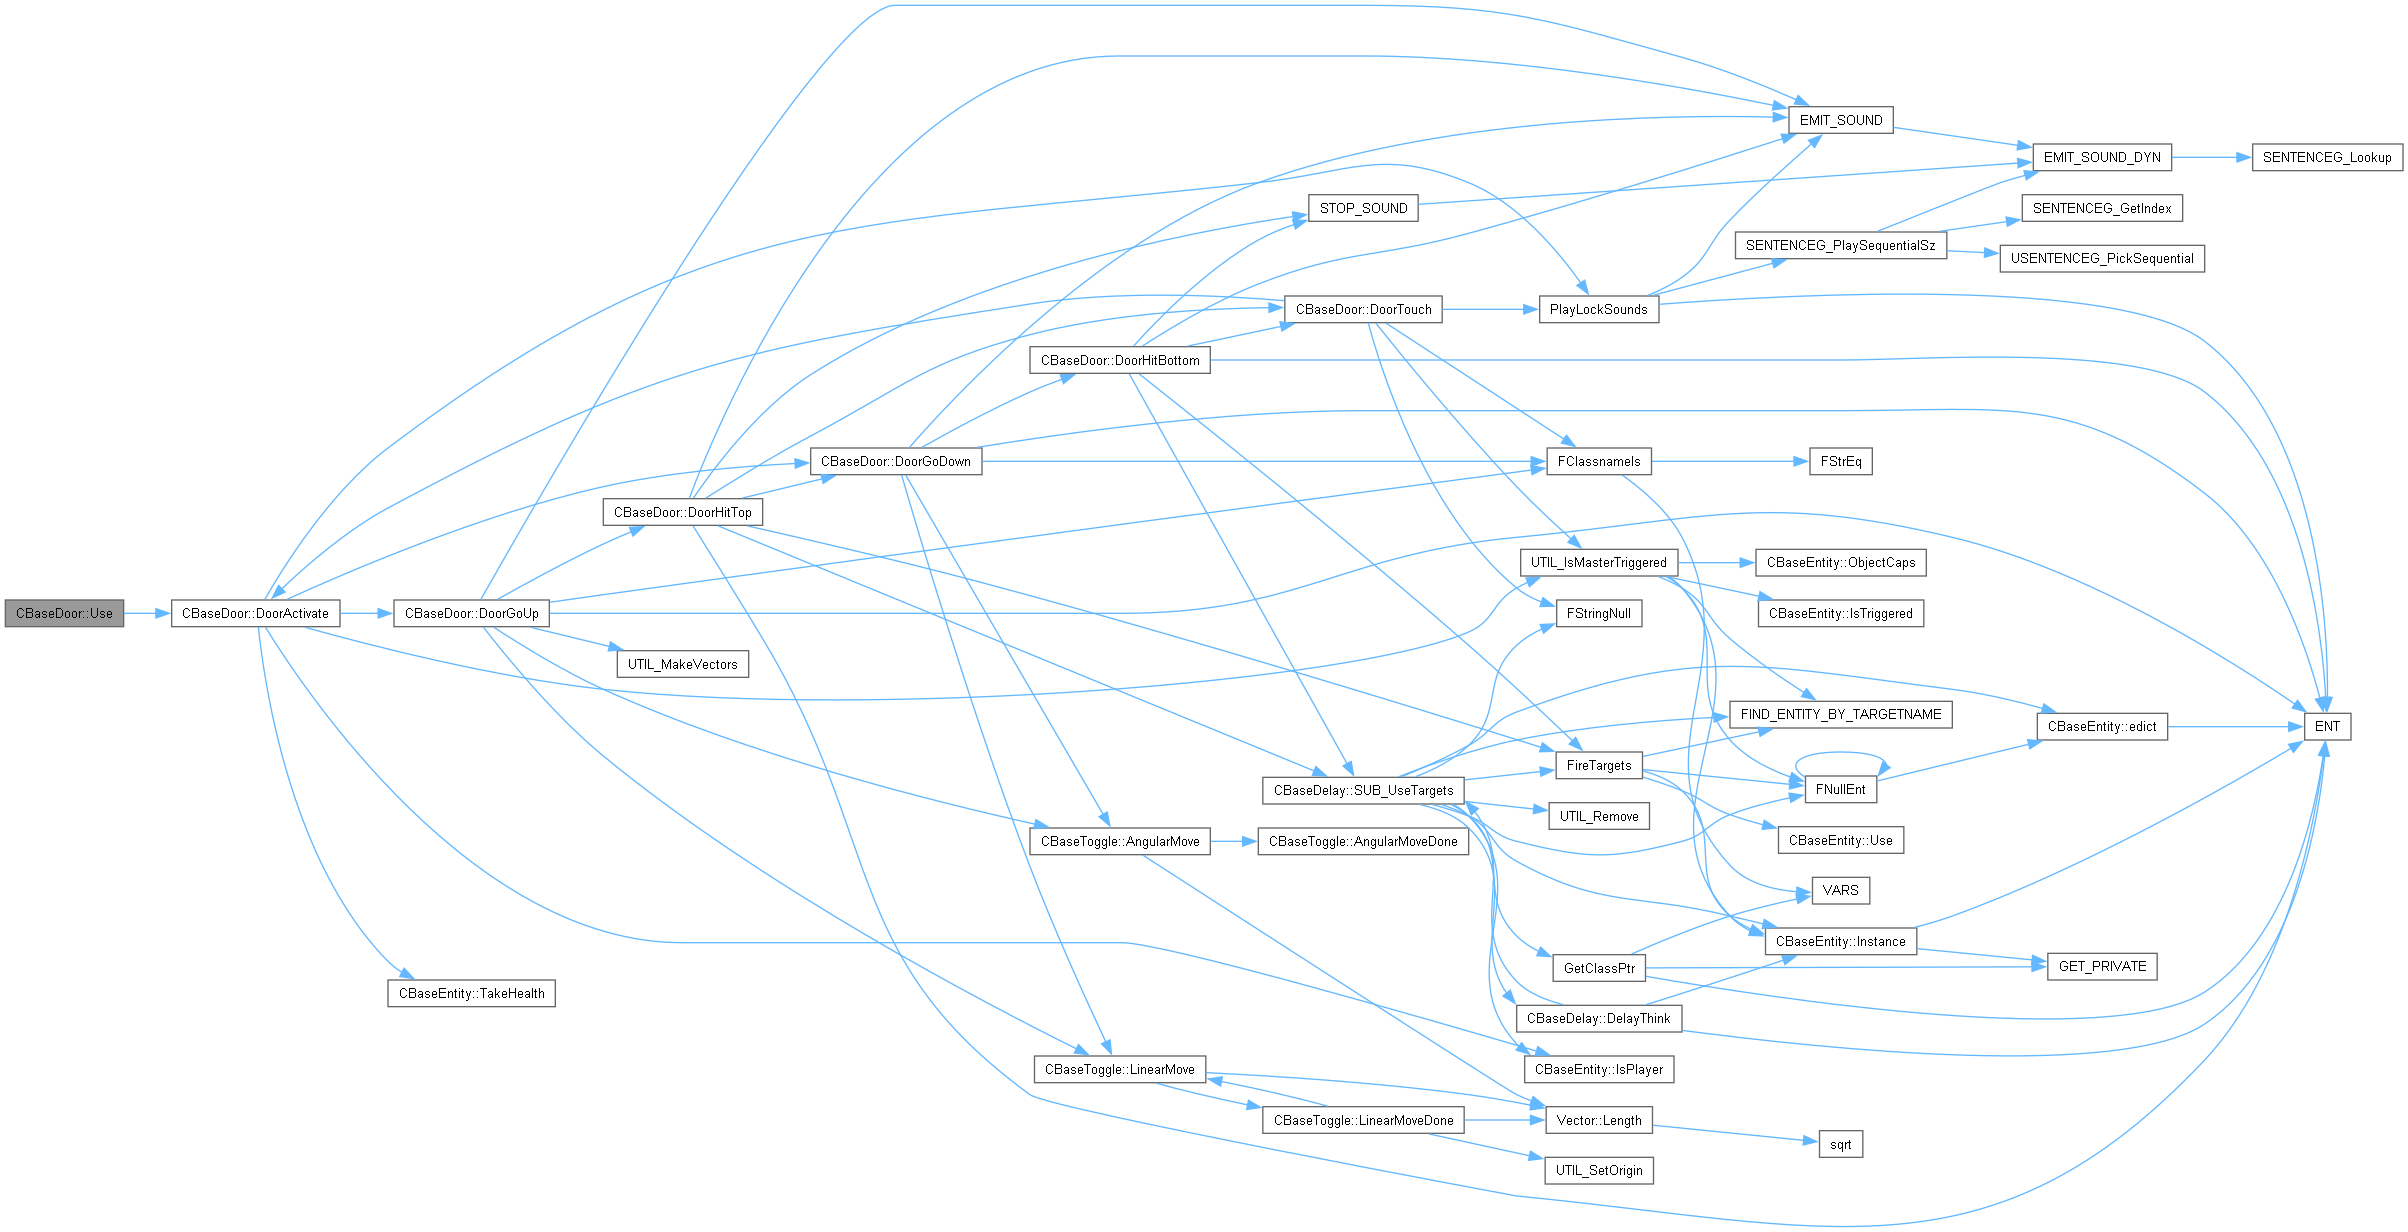 EMIT_SOUND
EMIT_SOUND_DYN
SENTENCEG_Lookup
STOP_SOUND
SENTENCEG_GetIndex
SENTENCEG_PlaySequentialSz
USENTENCEG_PickSequential
CBaseDoor::DoorTouch
PlayLockSounds
CBaseDoor::DoorHitBottom
CBaseDoor::DoorGoDown
FClassnameIs
FStrEq
CBaseDoor::DoorHitTop
UTIL_IsMasterTriggered
CBaseEntity::ObjectCaps
CBaseDoor::Use
CBaseDoor::DoorActivate
CBaseDoor::DoorGoUp
FStringNull
CBaseEntity::IsTriggered
UTIL_MakeVectors
FIND_ENTITY_BY_TARGETNAME
CBaseEntity::edict
ENT
FireTargets
CBaseDelay::SUB_UseTargets
FNullEnt
UTIL_Remove
CBaseToggle::AngularMove
CBaseToggle::AngularMoveDone
CBaseEntity::Use
VARS
CBaseEntity::Instance
GetClassPtr
GET_PRIVATE
CBaseEntity::TakeHealth
CBaseDelay::DelayThink
CBaseToggle::LinearMove
CBaseEntity::IsPlayer
CBaseToggle::LinearMoveDone
Vector::Length
sqrt
UTIL_SetOrigin